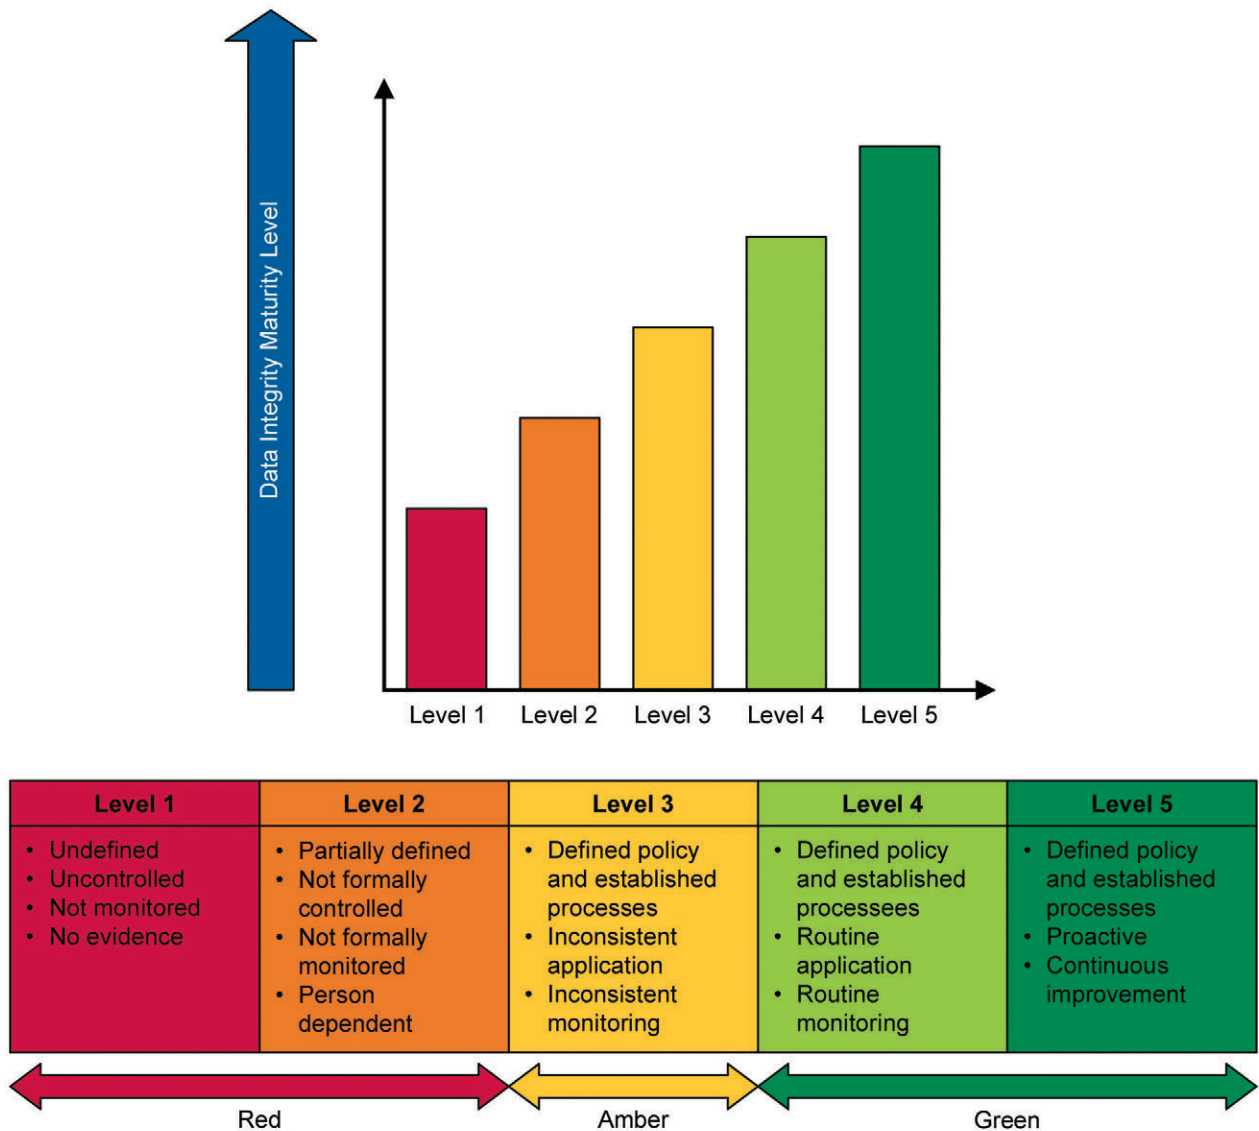 Data Integrity Maturity Level
Level 1
Level 2
Level 3
Level 4
Level 5
Level 1
• Undefined
• Uncontrolled
• Not monitored
• No evidence
Level 2
• Partially defined
• Not formally
controlled
• Not formally
monitored
• Person
dependent
Level 3
• Defined policy
and established
processes
• Inconsistent
application
• Inconsistent
monitoring
Level 4
• Defined policy
and established
processees
• Routine
application
• Routine
monitoring
Level 5
• Defined policy
and established
processes
• Proactive
• Continuous
improvement
Red
Amber
Green